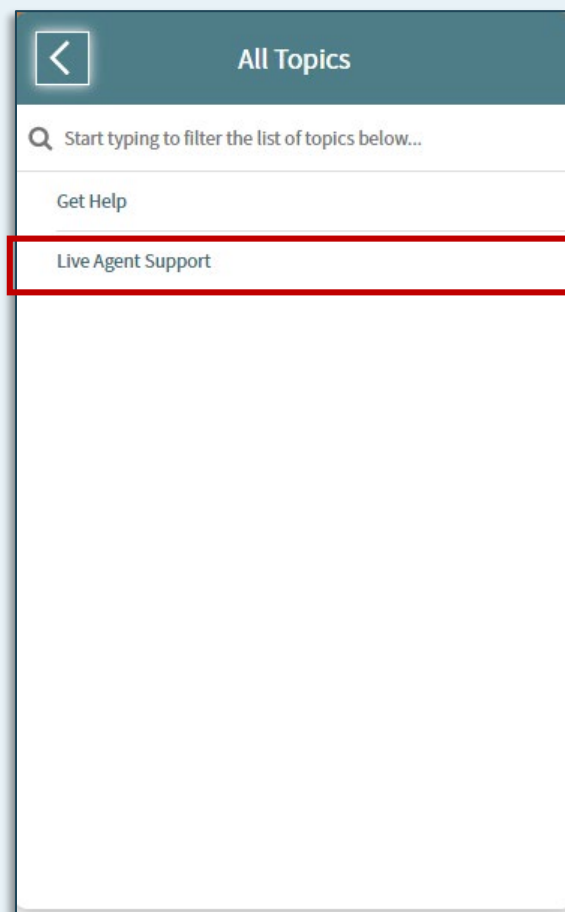 All Topics
Start typing to filter the list of topics below...
Get Help
Live Agent Support